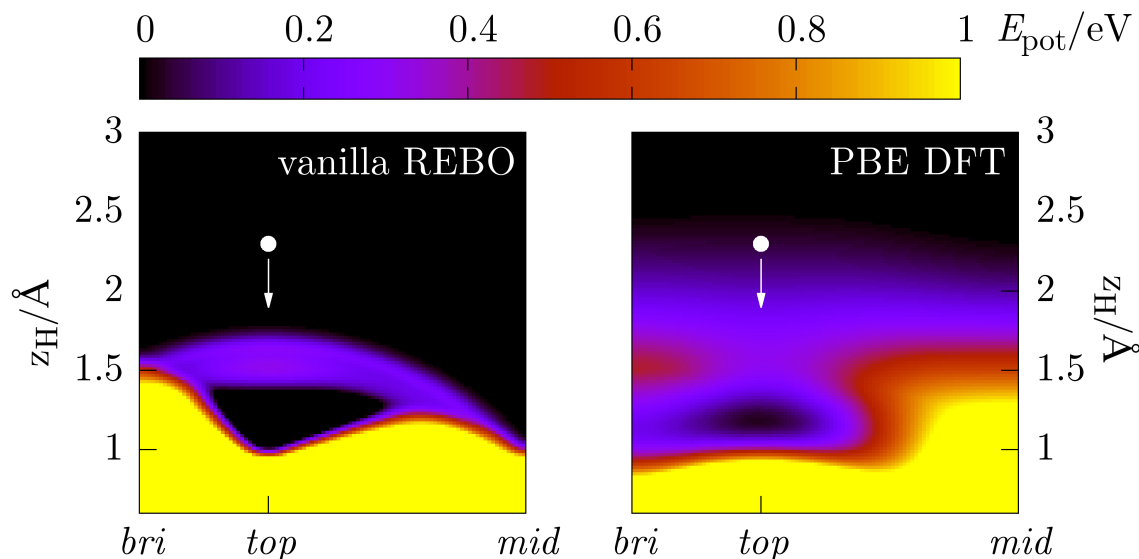 0 0.2 0.4 0.6 0.8 1 E_pot/eV
vanilla REBO
PBE DFT
3
2.5
2
1.5
1
z_H/Å
3
2.5
2
1.5
1
z_H/Å
bri top mid
bri top mid